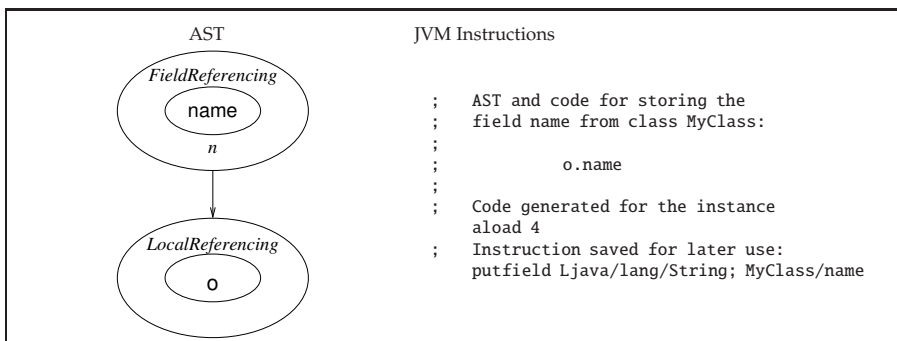 AST
JVM Instructions
FieldReferencing
name
n
LocalReferencing
o
; AST and code for storing the
; field name from class MyClass:
;
; o.name
;
; Code generated for the instance
aload 4
; Instruction saved for later use:
putfield Ljava/lang/String; MyClass/name